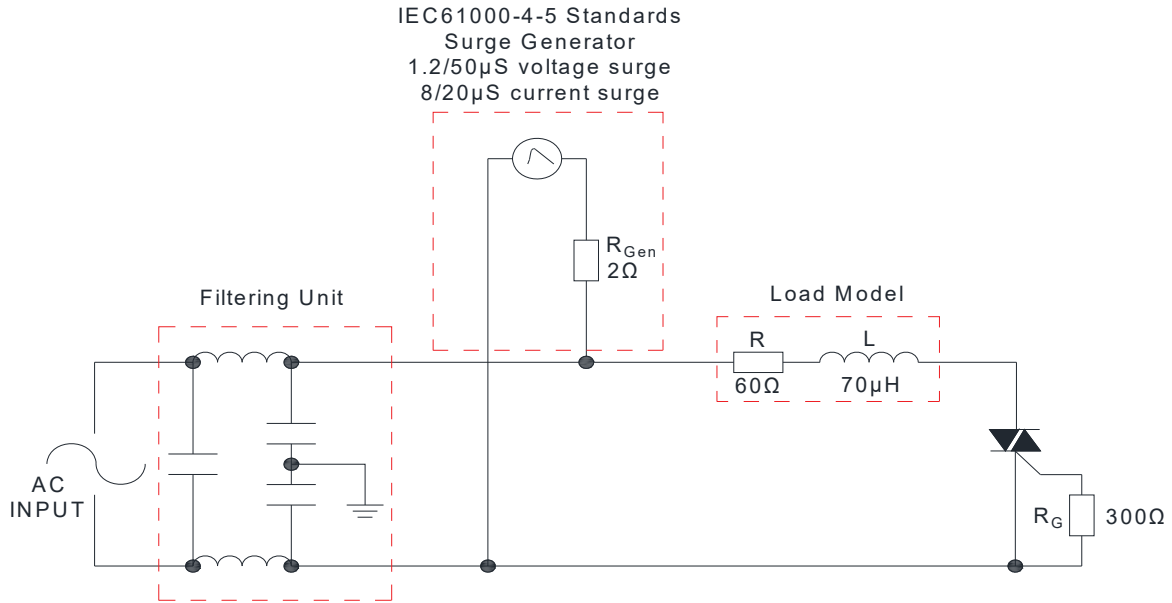 IEC61000-4-5 Standards
Surge Generator
1.2/50μS voltage surge
8/20μS current surge
RGen
2Ω
Filtering Unit
Load Model
R
L
60Ω
70μH
AC
INPUT
RG
300Ω